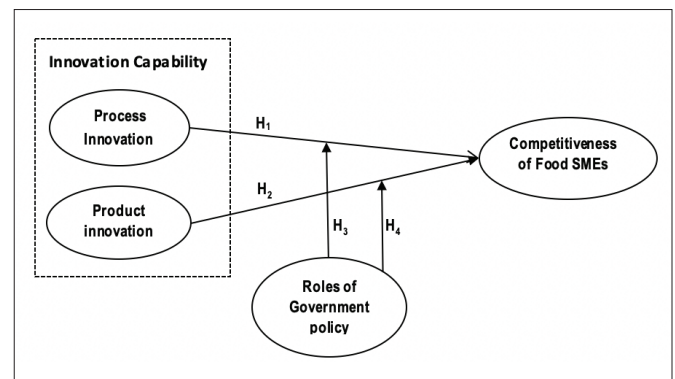 Innovation Capability
Process
Innovation
H₁
Competitiveness
of Food SMEs
Product
innovation
H₂
H₃
H₄
Roles of
Government
policy